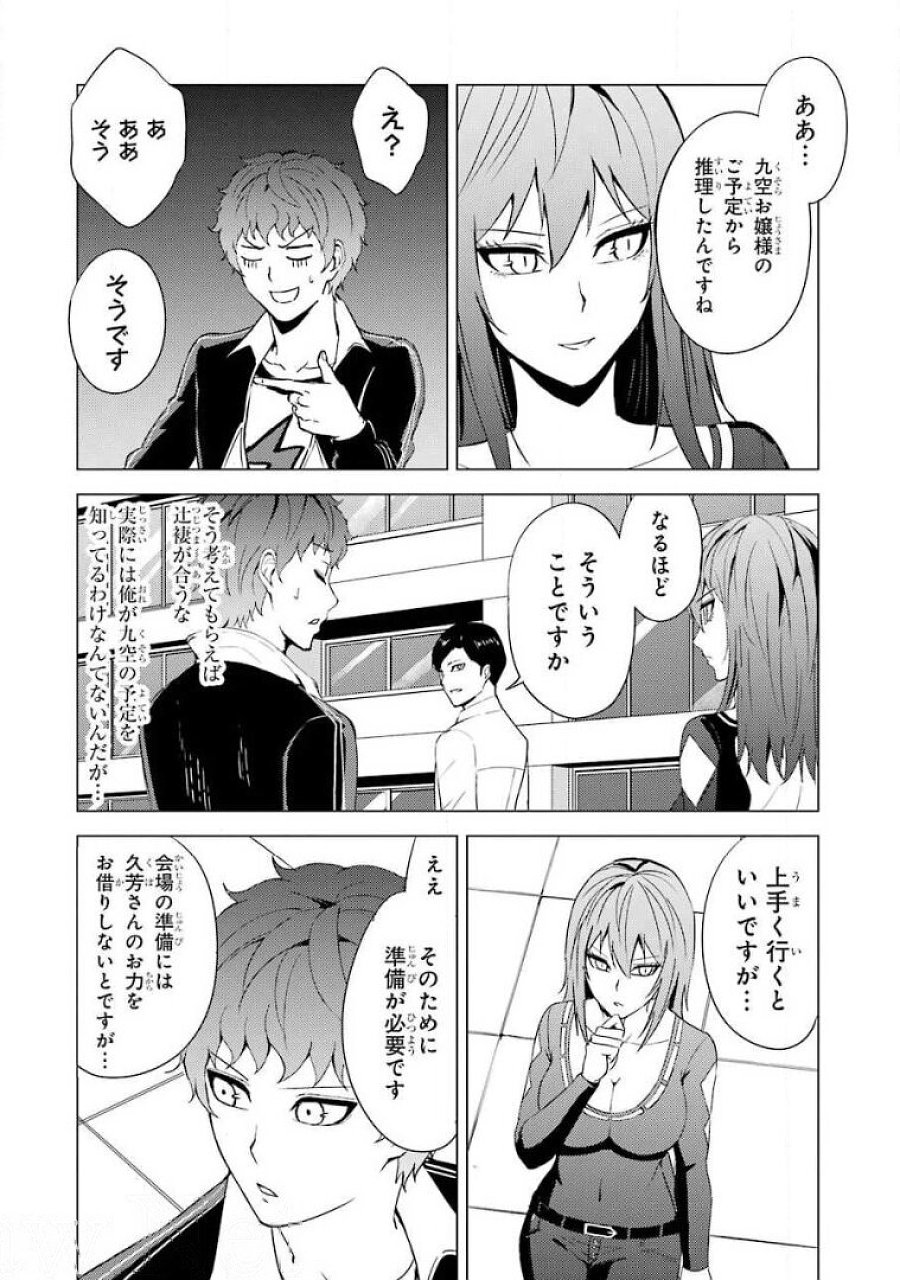 ああ…
九空お嬢様の
ご予定から
推理したんですね
え？
あ
ああ
そう
そうです
なるほど
そういう
ことですか
そう考えてもらえば
辻褄が合うな
実際には俺が九空の予定を
知ってるわけなんてないんだが…
上手く行くと
いいですが…
ええ
そのために
準備が必要です
会場の準備には
久芳さんのお力を
お借りしないとですが…